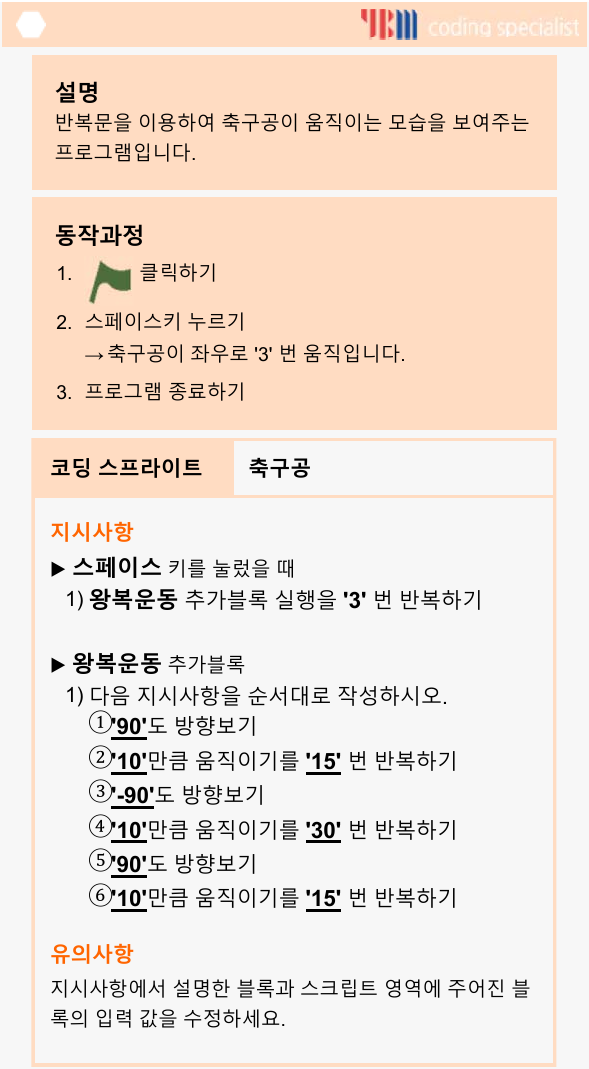 YBM coding specialist
설명
반복문을 이용하여 축구공이 움직이는 모습을 보여주는
프로그램입니다.
동작과정
1. 클릭하기
2. 스페이스키 누르기
→축구공이 좌우로 '3' 번 움직입니다.
3. 프로그램 종료하기
코딩 스프라이트 축구공
지시사항
▶ 스페이스 키를 눌렀을 때
1) 왕복운동 추가블록 실행을 '3' 번 반복하기
▶ 왕복운동 추가블록
1) 다음 지시사항을 순서대로 작성하시오.
①'90'도 방향보기
②'10'만큼 움직이기를 '15' 번 반복하기
③'-90'도 방향보기
④'10'만큼 움직이기를 '30' 번 반복하기
⑤'90'도 방향보기
⑥'10'만큼 움직이기를 '15' 번 반복하기
유의사항
지시사항에서 설명한 블록과 스크립트 영역에 주어진 블
록의 입력 값을 수정하세요.